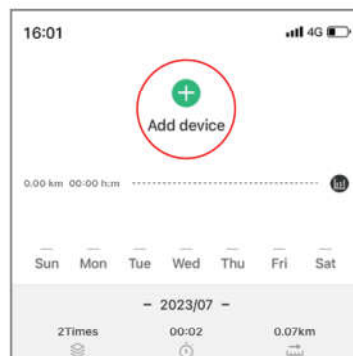 16:01 4G
Add device
0.00 km 00:00 h:m
Sun Mon Tue Wed Thu Fri Sat
- 2023/07 -
2Times 00:02 0.07km